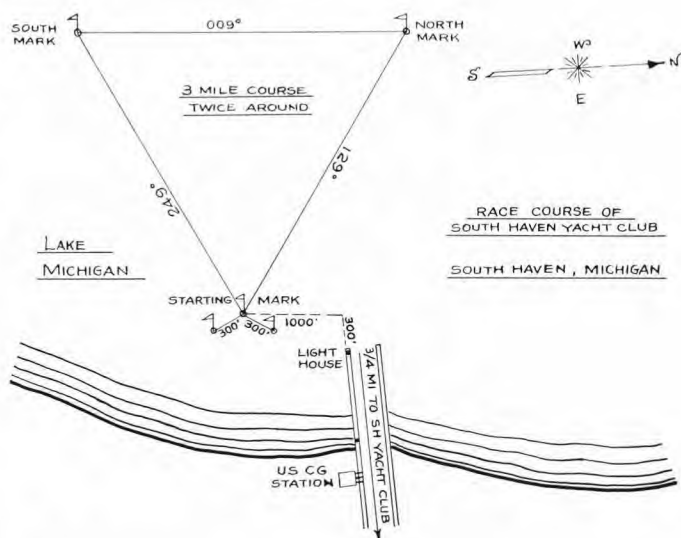 SOUTH MARK
009°
NORTH MARK
W
S
N
E
3 MILE COURSE
TWICE AROUND
249°
129°
RACE COURSE OF
SOUTH HAVEN YACHT CLUB
SOUTH HAVEN, MICHIGAN
LAKE
MICHIGAN
STARTING MARK
300'
300'
1000'
300'
LIGHT
HOUSE
3/4 MI TO SH YACHT CLUB
US CG
STATION